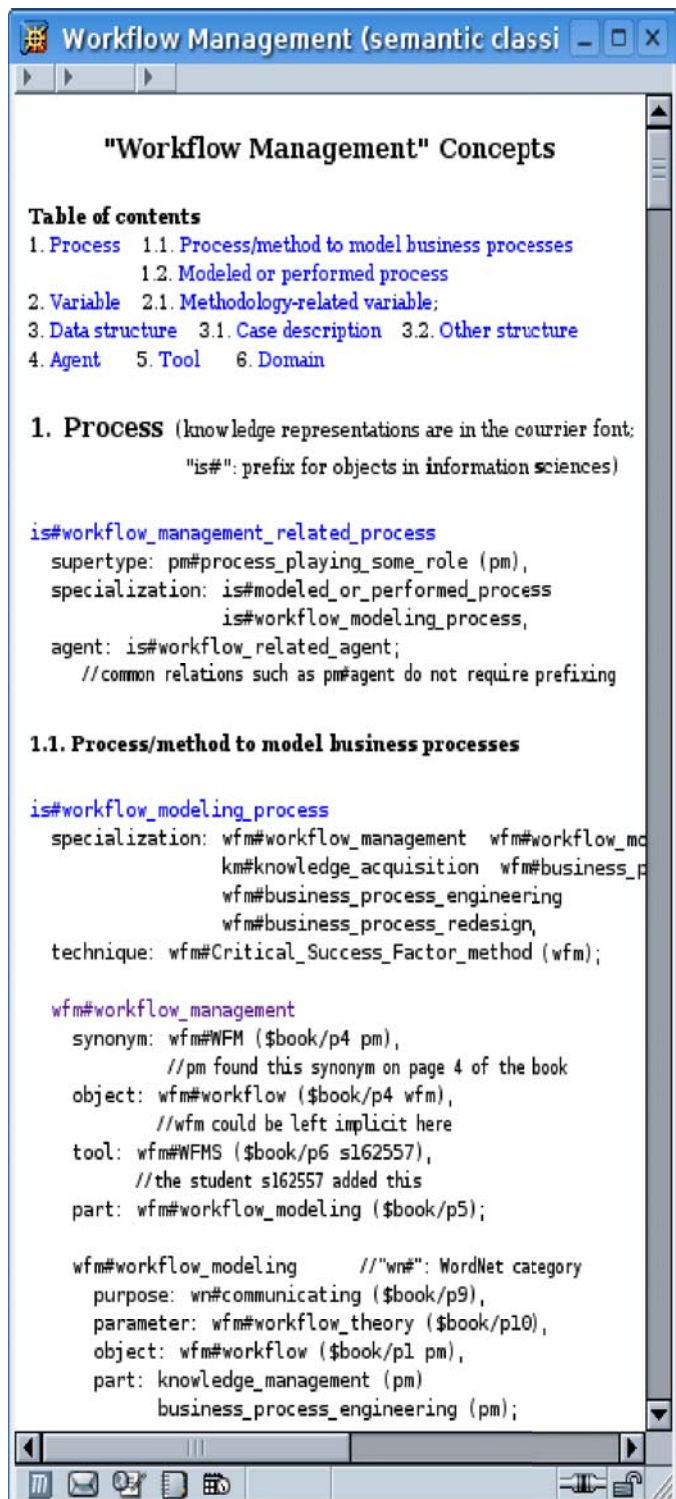 Workflow Management (semantic classi
"Workflow Management" Concepts
Table of contents
1. Process 1.1. Process/method to model business processes
1.2. Modeled or performed process
2. Variable 2.1. Methodology-related variable;
3. Data structure 3.1. Case description 3.2. Other structure
4. Agent 5. Tool 6. Domain
1. Process (knowledge representations are in the courrier font;
"is#": prefix for objects in information sciences)
is#workflow_management_related_process
supertype: pm#process_playing_some_role (pm),
specialization: is#modeled_or_performed_process
is#workflow_modeling_process,
agent: is#workflow_related_agent;
//common relations such as pm#agent do not require prefixing
1.1. Process/method to model business processes
is#workflow_modeling_process
specialization: wfm#workflow_management wfm#workflow_mo
km#knowledge_acquisition wfm#business_p
wfm#business_process_engineering
wfm#business_process_redesign,
technique: wfm#Critical_Success_Factor_method (wfm);
wfm#workflow_management
synonym: wfm#WFM ($book/p4 pm),
//pm found this synonym on page 4 of the book
object: wfm#workflow ($book/p4 wfm),
//wfm could be left implicit here
tool: wfm#WFMS ($book/p6 s162557),
//the student s162557 added this
part: wfm#workflow_modeling ($book/p5);
wfm#workflow_modeling //"wn#": WordNet category
purpose: wn#communicating ($book/p9),
parameter: wfm#workflow_theory ($book/p10),
object: wfm#workflow ($book/p1 pm),
part: knowledge_management (pm)
business_process_engineering (pm);